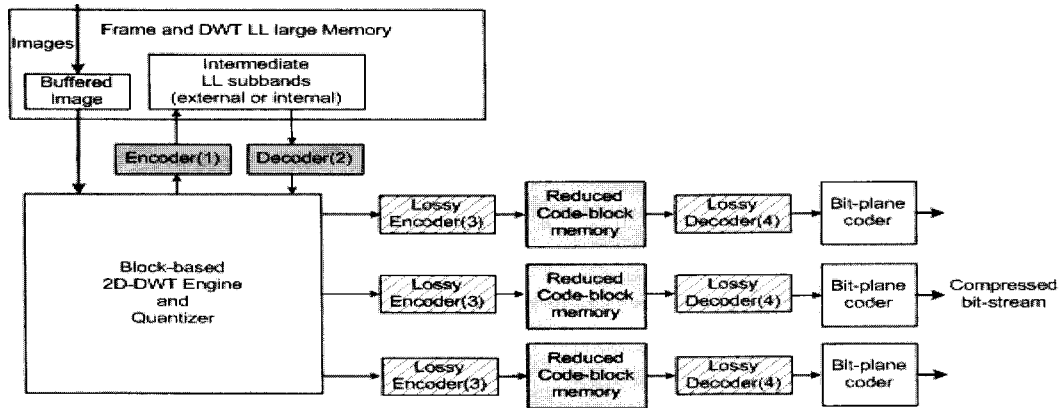 Frame and DWT LL large Memory
Images
Buffered
Image
Intermediate
LL subbands
(external or internal)
Encoder(1)
Decoder(2)
Block-based
2D-DWT Engine
and
Quantizer
Lossy
Encoder(3)
Reduced
Code-block
memory
Lossy
Decoder(4)
Bit-plane
coder
Lossy
Encoder(3)
Reduced
Code-block
memory
Lossy
Decoder(4)
Bit-plane
coder
Compressed
bit-stream
Lossy
Encoder(3)
Reduced
Code-block
memory
Lossy
Decoder(4)
Bit-plane
coder